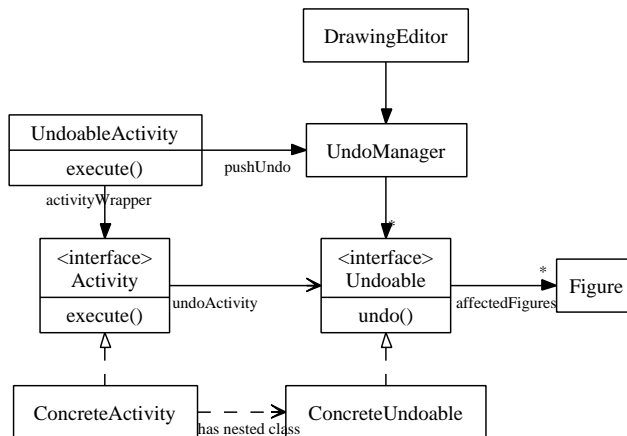 DrawingEditor
UndoableActivity
execute()
pushUndo
UndoManager
activityWrapper
*
<interface>
Activity
execute()
undoActivity
<interface>
Undoable
undo()
*
affectedFigures
Figure
ConcreteActivity
has nested class
ConcreteUndoable